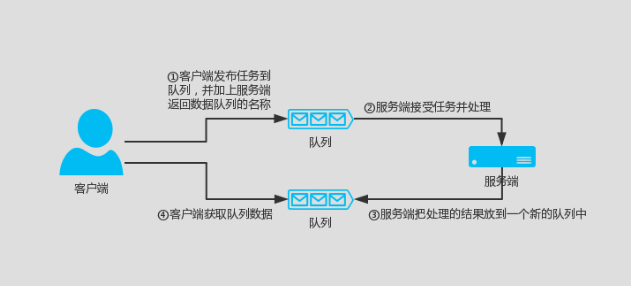 ①客户端发布任务到
队列，并加上服务端
返回数据队列的名称
②服务端接受任务并处理
队列
客户端
服务端
④客户端获取队列数据
③服务端把处理的结果放到一个新的队列中
队列